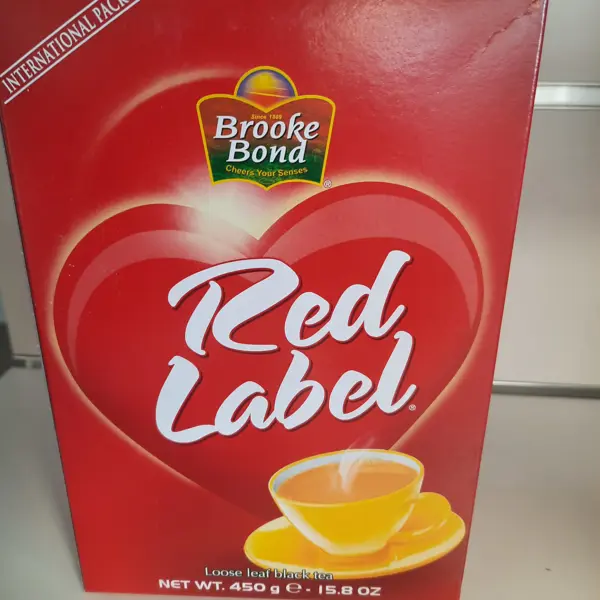 INTERNATIONAL PACK
Since 1869
Brooke
Bond
Cheers Your Senses
®
Red
Label®
Loose leaf black tea
NET WT. 450 g ℮ - 15.8 OZ